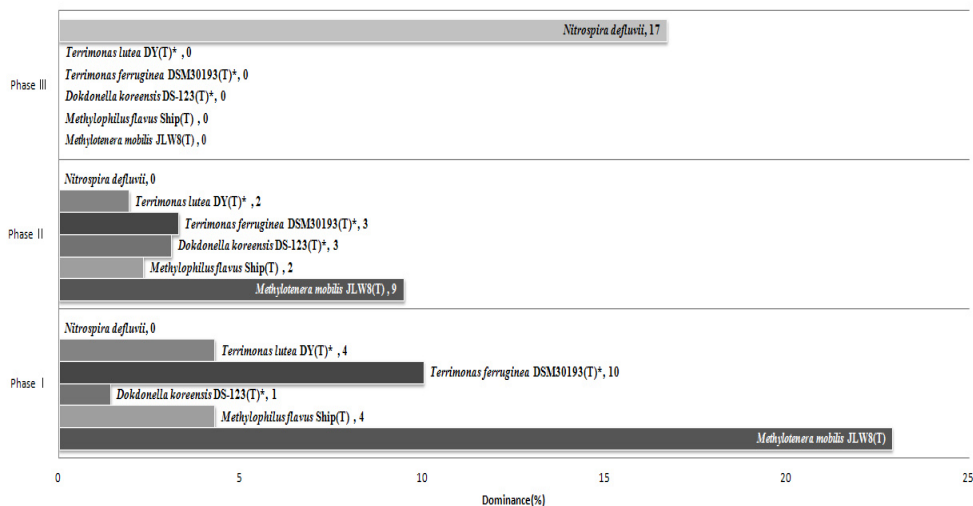 Nitrospira defluvii, 17
Terrimonas lutea DY(T)* , 0
Terrimonas ferruginea DSM30193(T)*, 0
Phase III
Dokdonella koreensis DS-123(T)*, 0
Methylophilus flavus Ship(T) , 0
Methylotenera mobilis JLW8(T) , 0
Nitrospira defluvii, 0
Terrimonas lutea DY(T)* , 2
Terrimonas ferruginea DSM30193(T)*, 3
Phase II
Dokdonella koreensis DS-123(T)*, 3
Methylophilus flavus Ship(T) , 2
Methylotenera mobilis JLW8(T) , 9
Nitrospira defluvii, 0
Terrimonas lutea DY(T)* , 4
Terrimonas ferruginea DSM30193(T)*, 10
Phase I
Dokdonella koreensis DS-123(T)*, 1
Methylophilus flavus Ship(T) , 4
Methylotenera mobilis JLW8(T)
0 5 10 15 20 25
Dominance(%)